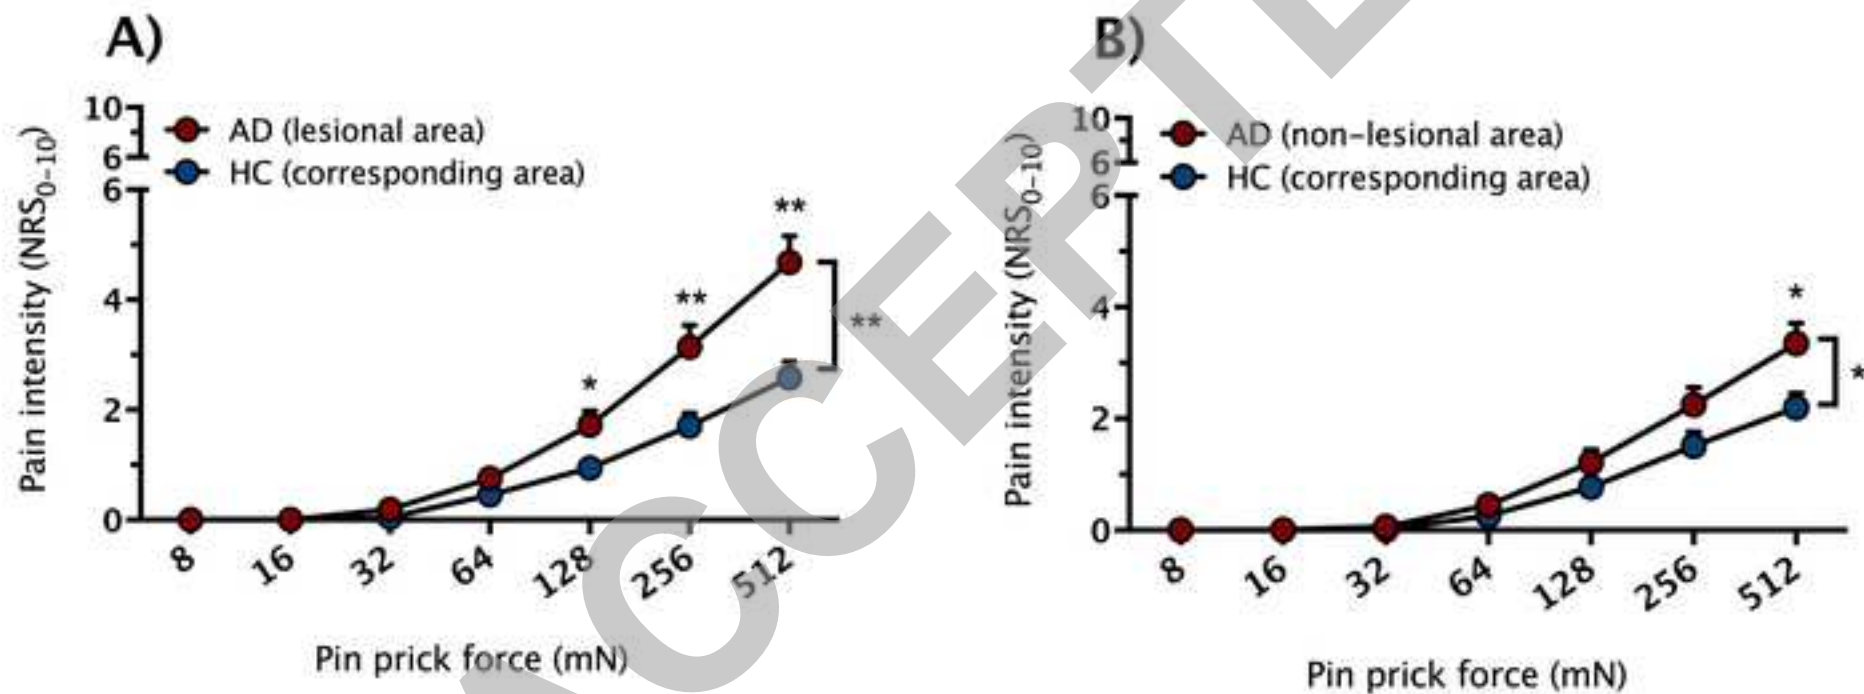 A)
10
6
6
4
2
0
Pain intensity (NRS0-10)
AD (lesional area)
HC (corresponding area)
*
**
**
**
8 16 32 64 128 256 512
Pin prick force (mN)
B)
10
6
6
4
2
0
Pain intensity (NRS0-10)
AD (non-lesional area)
HC (corresponding area)
*
*
8 16 32 64 128 256 512
Pin prick force (mN)
ACCEPTE